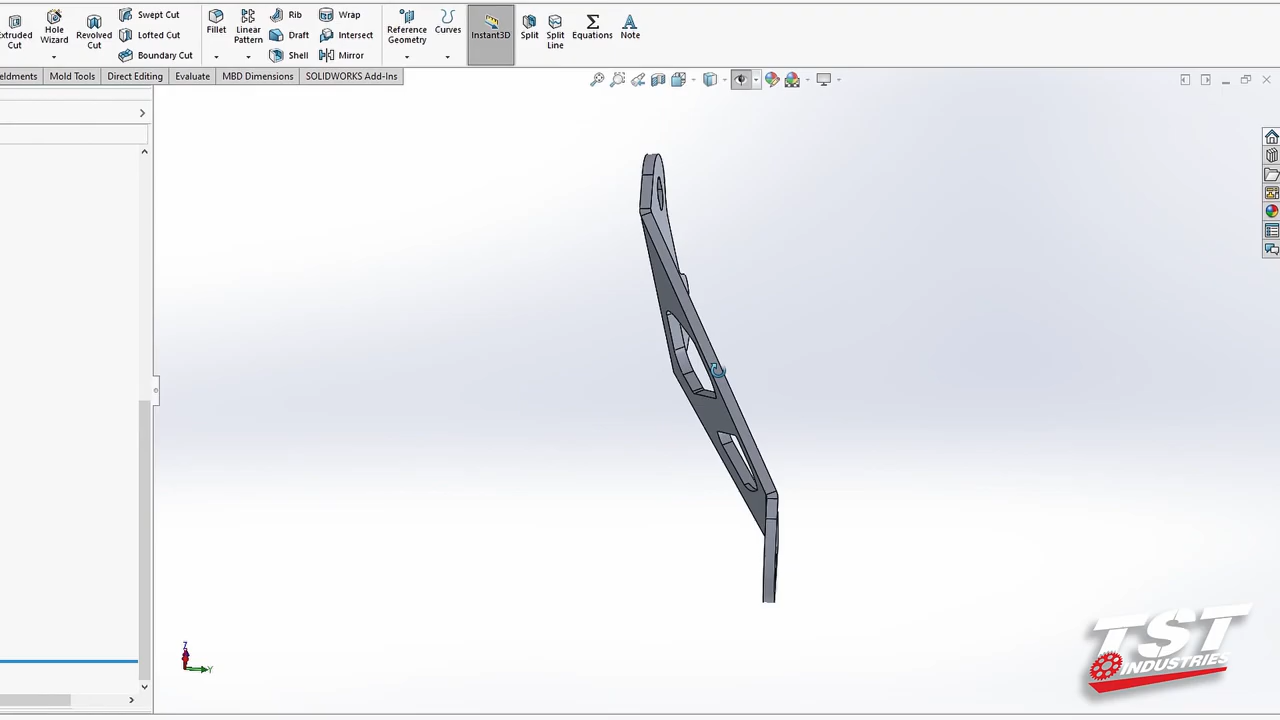 Swept Cut
Lofted Cut
Boundary Cut
xtruded
Cut
Hole
Wizard
Revolved
Cut
Fillet
Linear
Pattern
Rib
Draft
Shell
Wrap
Intersect
Mirror
Reference
Geometry
Curves
Instant3D
Split
Split
Line
Equations
Note
eldments
Mold Tools
Direct Editing
Evaluate
MBD Dimensions
SOLIDWORKS Add-Ins
Z
Y
TST
INDUSTRIES